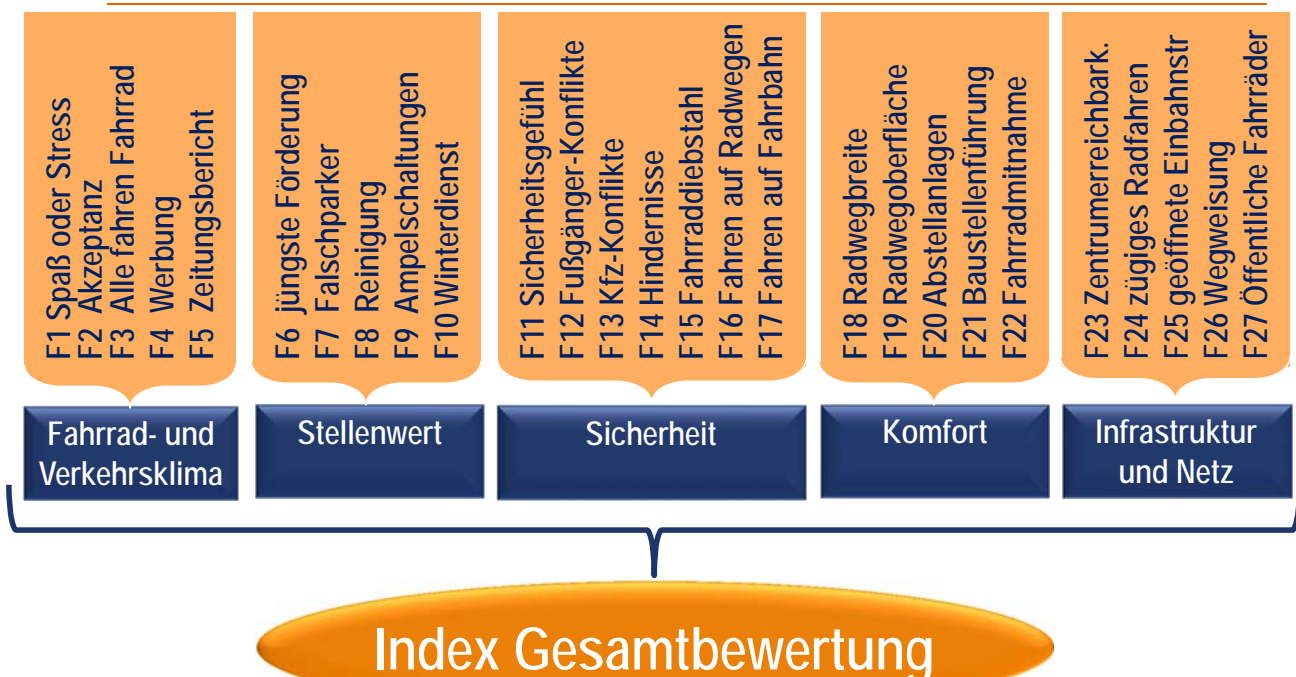 F1 Spaß oder Stress
F2 Akzeptanz
F3 Alle fahren Fahrrad
F4 Werbung
F5 Zeitungsbericht
F6 jüngste Förderung
F7 Falschparker
F8 Reinigung
F9 Ampelschaltungen
F10 Winterdienst
F11 Sicherheitsgefühl
F12 Fußgänger-Konflikte
F13 Kfz-Konflikte
F14 Hindernisse
F15 Fahrraddiebstahl
F16 Fahren auf Radwegen
F17 Fahren auf Fahrbahn
F18 Radwegbreite
F19 Radwegoberfläche
F20 Abstellanlagen
F21 Baustellenführung
F22 Fahrradmitnahme
F23 Zentrumerreichbark.
F24 zügiges Radfahren
F25 geöffnete Einbahnstr
F26 Wegweisung
F27 Öffentliche Fahrräder
Fahrrad- und
Verkehrsklima
Stellenwert
Sicherheit
Komfort
Infrastruktur
und Netz
Index Gesamtbewertung